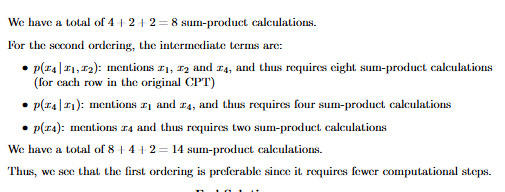 We have a total of 4 + 2 + 2 = 8 sum-product calculations.
For the second ordering, the intermediate terms are:
• p(x₄ | x₁, x₂): mentions x₁, x₂ and x₄, and thus requires eight sum-product calculations
(for each row in the original CPT)
• p(x₄ | x₁): mentions x₁ and x₄, and thus requires four sum-product calculations
• p(x₄): mentions x₄ and thus requires two sum-product calculations
We have a total of 8 + 4 + 2 = 14 sum-product calculations.
Thus, we see that the first ordering is preferable since it requires fewer computational steps.